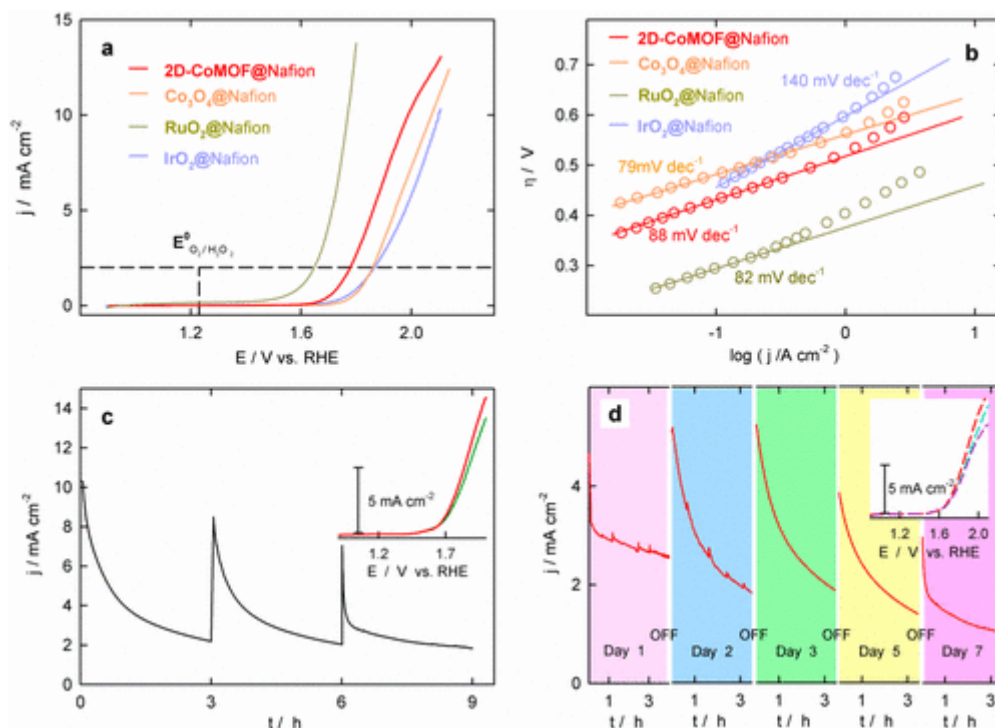 a
15
10
5
0
j / mA cm⁻²
2D-CoMOF@Nafion
Co₃O₄@Nafion
RuO₂@Nafion
IrO₂@Nafion
E⁰
1.2
1.6
2.0
E / V vs. RHE
b
2D-CoMOF@Nafion
Co₃O₄@Nafion
RuO₂@Nafion
IrO₂@Nafion
140 mV dec⁻¹
79mV dec⁻¹
88 mV dec⁻¹
82 mV dec⁻¹
0.7
0.6
0.5
0.4
0.3
η / V
-1
0
1
log ( j /A cm⁻²)
c
14
12
10
8
6
4
2
0
j / mA cm⁻²
5 mA cm⁻²
1.2
1.7
E / V vs. RHE
0
3
6
9
t / h
d
4
2
0
j / mA cm⁻²
5 mA cm⁻²
1.2
1.6
2.0
E / V vs. RHE
OFF
OFF
OFF
OFF
Day 1
Day 2
Day 3
Day 5
Day 7
1 3
1 3
1 3
1 3
1 3
t / h
t / h
t / h
t / h
t / h